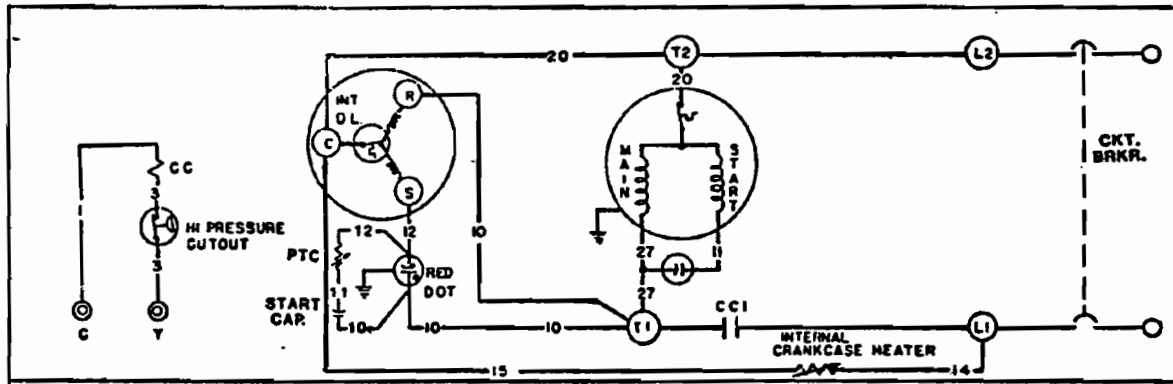 20
T2
L2
20
INT
O.L.
R
C
S
CC
3
HI PRESSURE
CUTOUT
3
C
Y
12
12
PTC
11
START
CAP.
10
RED
DOT
10
10
10
MAIN
START
27
11
27
T1
CC1
L1
INTERNAL
CRANKCASE HEATER
15
14
CKT.
BRKR.